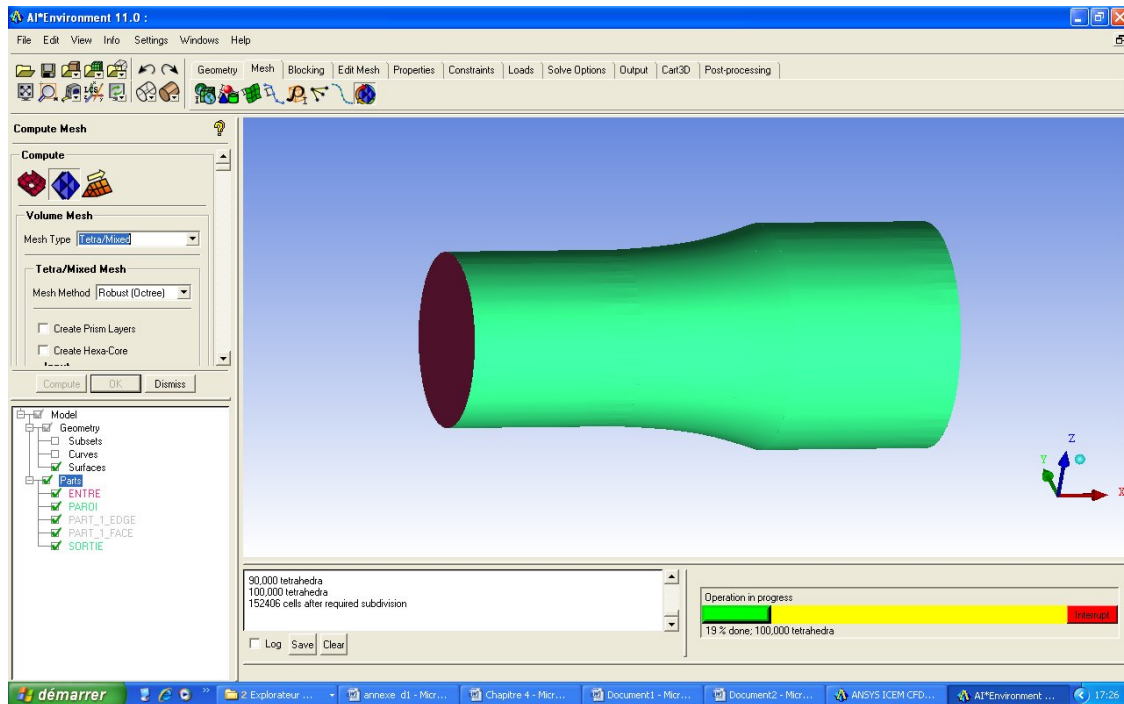 AI*Environment 11.0 :
File Edit View Info Settings Windows Help
Geometry Mesh Blocking Edit Mesh Properties Constraints Loads Solve Options Output Cart3D Post-processing
Compute Mesh
Compute
Volume Mesh
Mesh Type Tetra/Mixed
Tetra/Mixed Mesh
Mesh Method Robust (Octree)
Create Prism Layers
Create Hexa-Core
Compute OK Dismiss
Model
Geometry
Subsets
Curves
Surfaces
Parts
ENTRE
PAROI
PART_1_EDGE
PART_1_FACE
SORTIE
Z
Y
X
90,000 tetrahedra
100,000 tetrahedra
152406 cells after required subdivision
Log Save Clear
Operation in progress
Interrupt
19 % done; 100,000 tetrahedra
démarrer » 2 Explorateur ... annexe d1 - Micr... Chapitre 4 - Micr... Document1 - Micr... Document2 - Micr... ANSYS ICEM CFD... AI*Environment ... 17:26